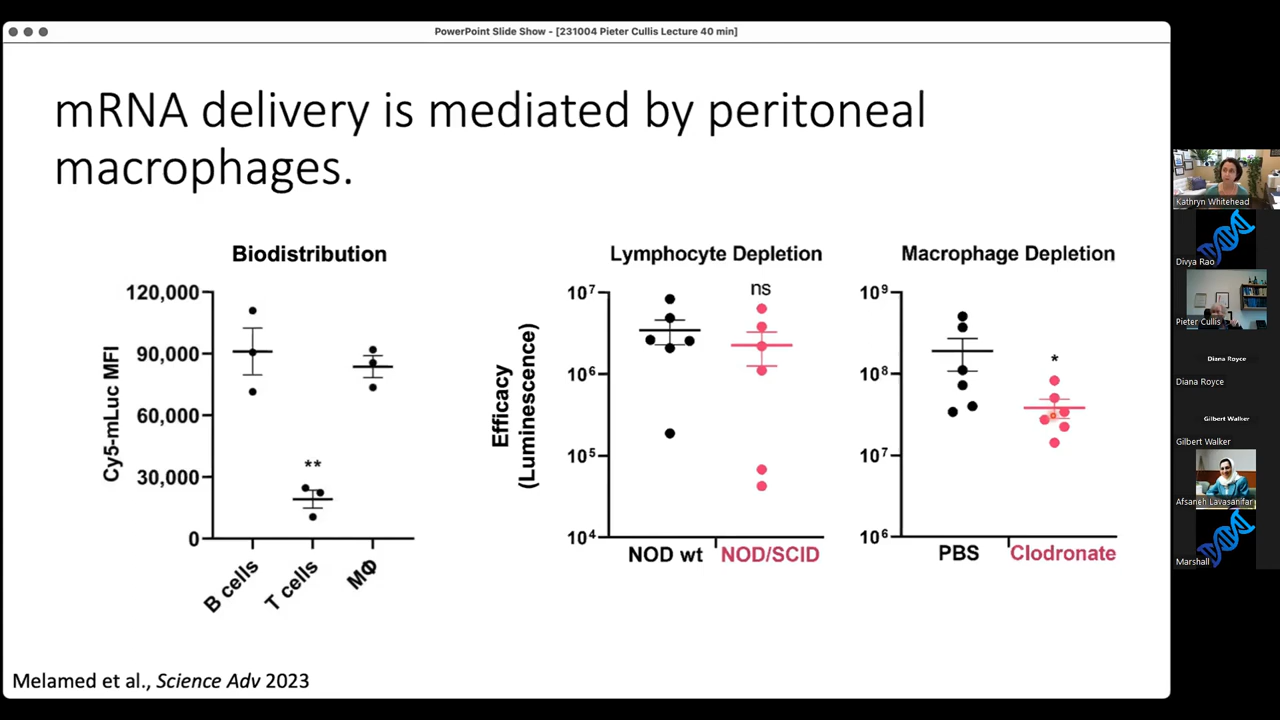 PowerPoint Slide Show - [231004 Pieter Cullis Lecture 40 min]
mRNA delivery is mediated by peritoneal
macrophages.
Biodistribution
Cy5-mLuc MFI
120,000
90,000
60,000
30,000
0
**
B cells
T cells
MΦ
Lymphocyte Depletion
Efficacy
(Luminescence)
10⁷
10⁶
10⁵
10⁴
ns
NOD wt
NOD/SCID
Macrophage Depletion
10⁹
10⁸
10⁷
10⁶
*
PBS
Clodronate
Melamed et al., Science Adv 2023
Kathryn Whitehead
Divya Rao
Pieter Cullis
Diana Royce
Diana Royce
Gilbert Walker
Gilbert Walker
Afsaneh Lavasanifar
Marshall